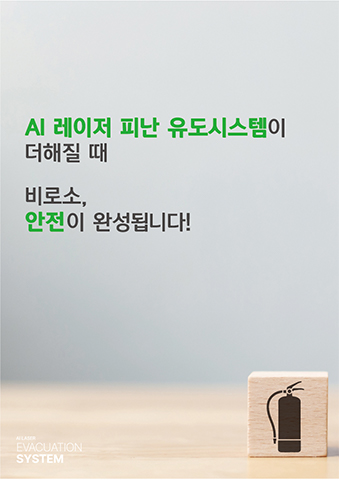 AI 레이저 피난 유도시스템이
더해질 때
비로소,
안전이 완성됩니다!
EVACUATION
SYSTEM